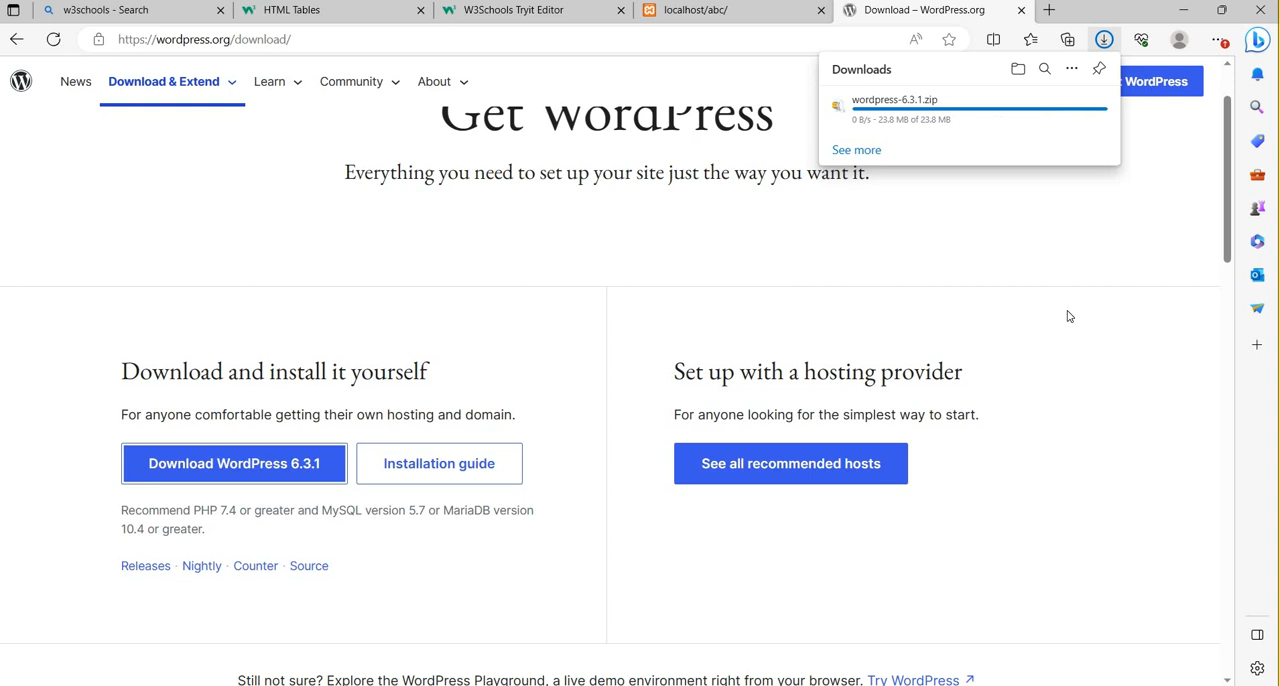 w3schools - Search
HTML Tables
W3Schools Tryit Editor
localhost/abc/
Download – WordPress.org
https://wordpress.org/download/
News
Download & Extend
Learn
Community
About
WordPress
Downloads
wordpress-6.3.1.zip
0 B/s - 23.8 MB of 23.8 MB
See more
Get WordPress
Everything you need to set up your site just the way you want it.
Download and install it yourself
For anyone comfortable getting their own hosting and domain.
Download WordPress 6.3.1
Installation guide
Recommend PHP 7.4 or greater and MySQL version 5.7 or MariaDB version
10.4 or greater.
Releases · Nightly · Counter · Source
Set up with a hosting provider
For anyone looking for the simplest way to start.
See all recommended hosts
Still not sure? Explore the WordPress Playground, a live demo environment right from your browser. Try WordPress ↗